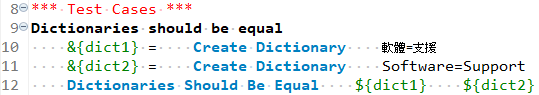 8 *** Test Cases ***
9 Dictionaries should be equal
10 &{dict1} = Create Dictionary 軟體=支援
11 &{dict2} = Create Dictionary Software=Support
12 Dictionaries Should Be Equal ${dict1} ${dict2}